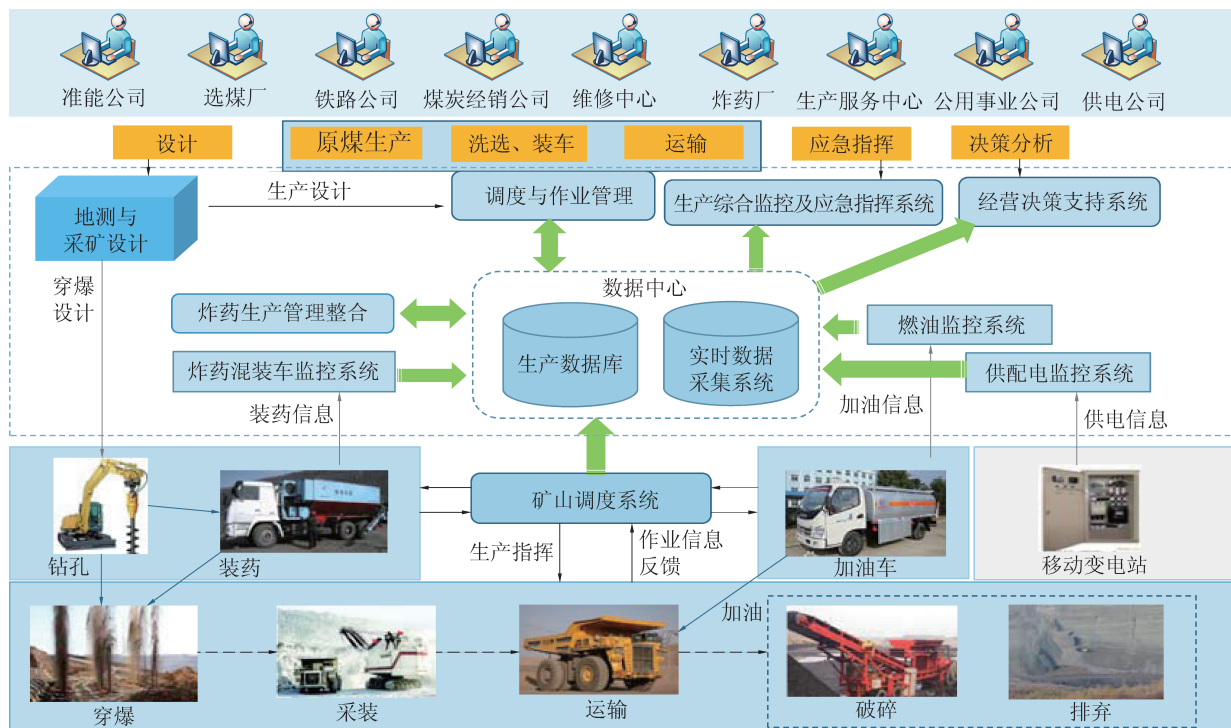 准能公司
选煤厂
铁路公司
煤炭经销公司
维修中心
炸药厂
生产服务中心
公用事业公司
供电公司
设计
原煤生产
洗选、装车
运输
应急指挥
决策分析
地测与
采矿设计
生产设计
调度与作业管理
生产综合监控及应急指挥系统
经营决策支持系统
穿爆
设计
数据中心
炸药生产管理整合
生产数据库
实时数据
采集系统
燃油监控系统
炸药混装车监控系统
供配电监控系统
装药信息
加油信息
供电信息
矿山调度系统
钻孔
装药
生产指挥
作业信息
反馈
加油车
移动变电站
加油
穿爆
采装
运输
破碎
排弃